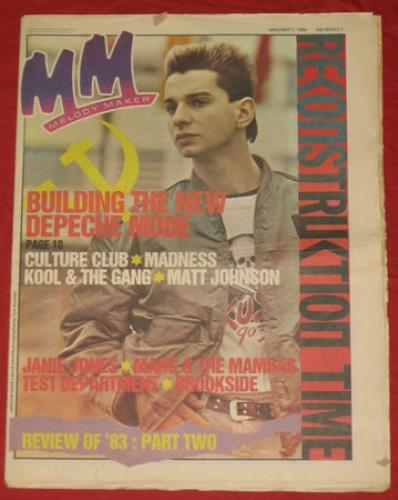 JANUARY 7, 1984
MM
MELODY MAKER
REKONSTRUKTION TIME
BUILDING THE NEW
DEPECHE MODE
PAGE 10
CULTURE CLUB ✶ MADNESS
KOOL & THE GANG ✶ MATT JOHNSON
JANIE JONES ✶ MARC & THE MAMBAS
TEST DEPARTMENT ✶ BROOKSIDE
REVIEW OF '83 : PART TWO